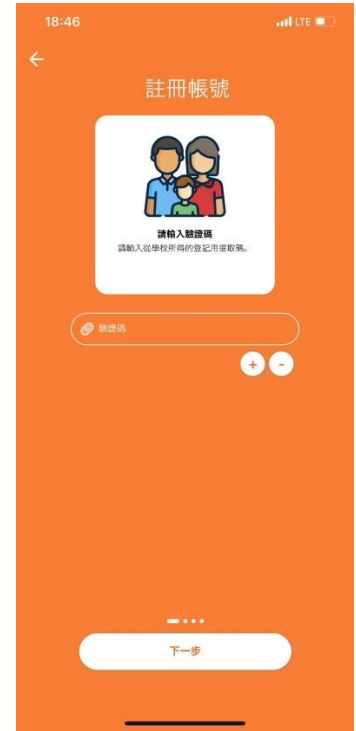 18:46
LTE
註冊帳號
請輸入驗證碼
請輸入從學校所得的登記用提取碼。
驗證碼
+ -
下一步